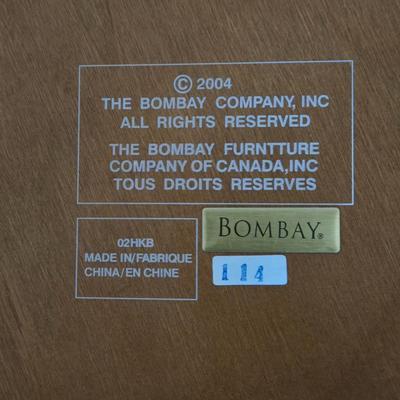 © 2004
THE BOMBAY COMPANY, INC
ALL RIGHTS RESERVED
THE BOMBAY FURNTTURE
COMPANY OF CANADA,INC
TOUS DROITS RESERVES
BOMBAY®
02HKB
MADE IN/FABRIQUE
CHINA/EN CHINE
114